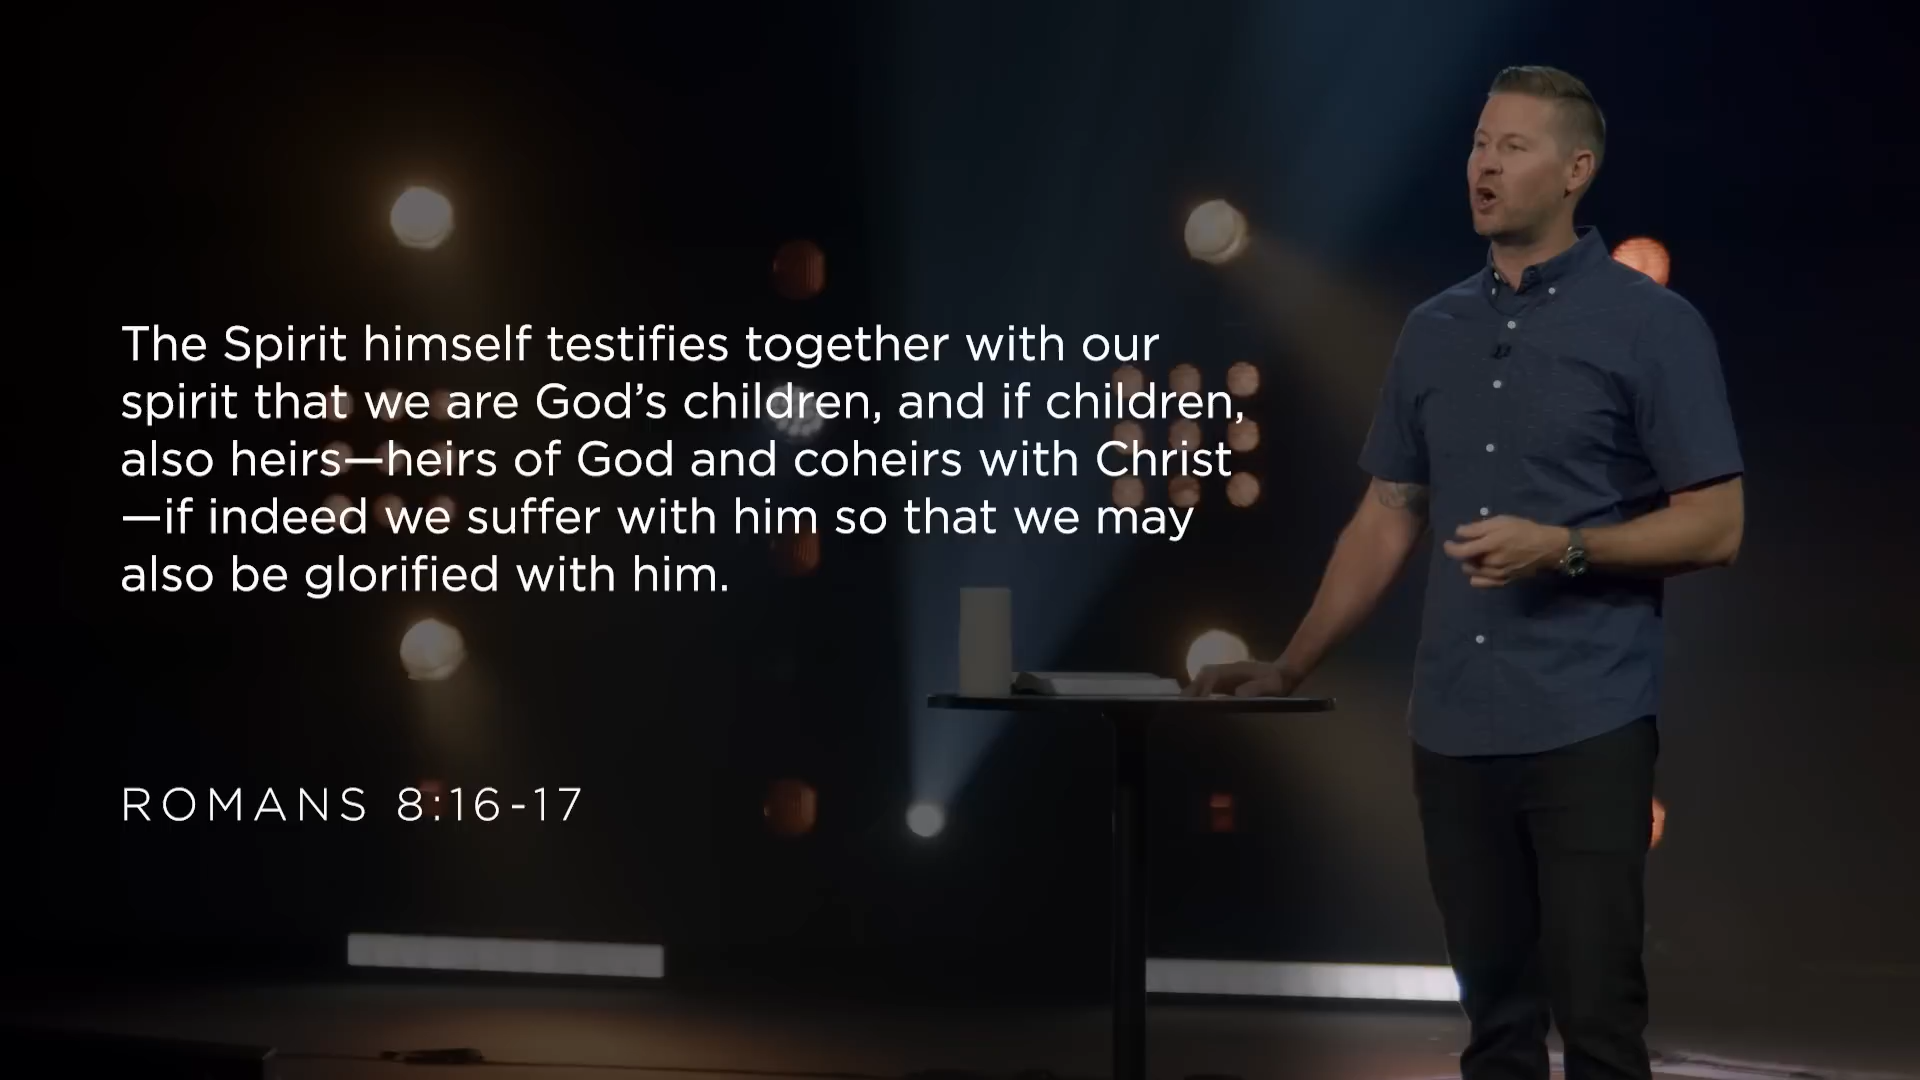 The Spirit himself testifies together with our
spirit that we are God’s children, and if children,
also heirs—heirs of God and coheirs with Christ
—if indeed we suffer with him so that we may
also be glorified with him.
ROMANS 8:16-17